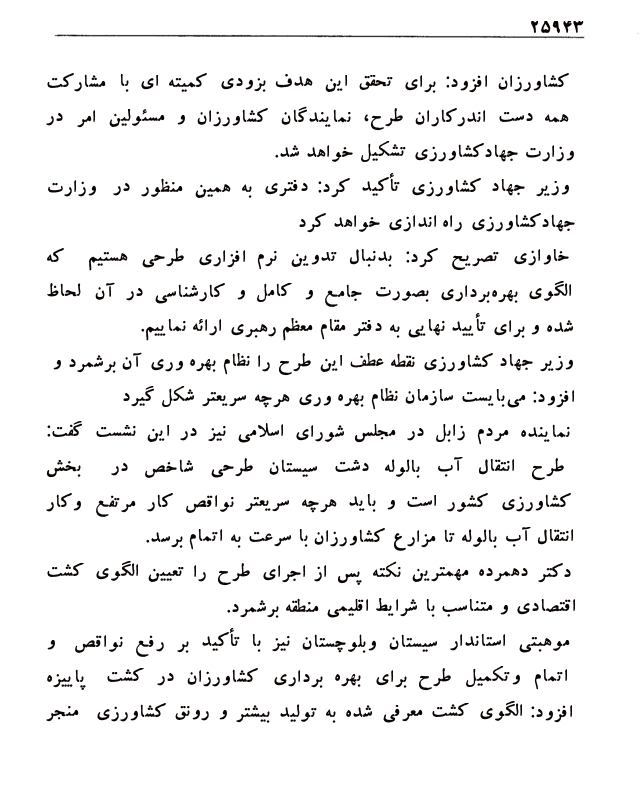 ۲۵۹۴۳
کشاورزان افزود: برای تحقق این هدف بزودی کمیته ای با مشارکت
همه دست اندرکاران طرح، نمایندگان کشاورزان و مسئولین امر در
وزارت جهادکشاورزی تشکیل خواهد شد.
وزیر جهاد کشاورزی تأکید کرد: دفتری به همین منظور در وزارت
جهادکشاورزی راه اندازی خواهد کرد
خاوازی تصریح کرد: بدنبال تدوین نرم افزاری طرحی هستیم که
الگوی بهره‌برداری بصورت جامع و کامل و کارشناسی در آن لحاظ
شده و برای تأیید نهایی به دفتر مقام معظم رهبری ارائه نماییم.
وزیر جهاد کشاورزی نقطه عطف این طرح را نظام بهره وری آن برشمرد و
افزود: می‌بایست سازمان نظام بهره وری هرچه سریعتر شکل گیرد
نماینده مردم زابل در مجلس شورای اسلامی نیز در این نشست گفت:
طرح انتقال آب بالوله دشت سیستان طرحی شاخص در بخش
کشاورزی کشور است و باید هرچه سریعتر نواقص کار مرتفع وکار
انتقال آب بالوله تا مزارع کشاورزان با سرعت به اتمام برسد.
دکتر دهمرده مهمترین نکته پس از اجرای طرح را تعیین الگوی کشت
اقتصادی و متناسب با شرایط اقلیمی منطقه برشمرد.
موهبتی استاندار سیستان وبلوچستان نیز با تأکید بر رفع نواقص و
اتمام وتکمیل طرح برای بهره برداری کشاورزان در کشت پاییزه
افزود: الگوی کشت معرفی شده به تولید بیشتر و رونق کشاورزی منجر